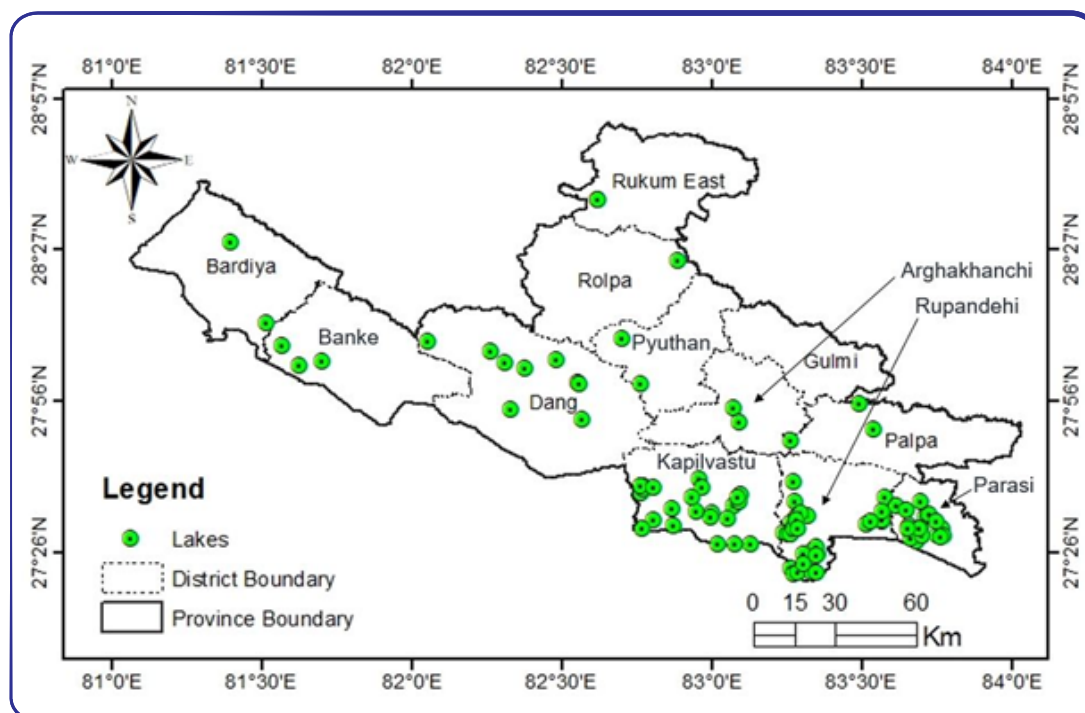 81°0'E 81°30'E 82°0'E 82°30'E 83°0'E 83°30'E 84°0'E
28°57'N 28°57'N
N
W E
S
Rukum East
28°27'N 28°27'N
Bardiya
Rolpa
Arghakhanchi
Rupandehi
Banke
Pyuthan
Gulmi
27°56'N 27°56'N
Dang
Palpa
Kapilvastu
Parasi
Legend
Lakes
District Boundary
Province Boundary
27°26'N 27°26'N
0 15 30 60
Km
81°0'E 81°30'E 82°0'E 82°30'E 83°0'E 83°30'E 84°0'E